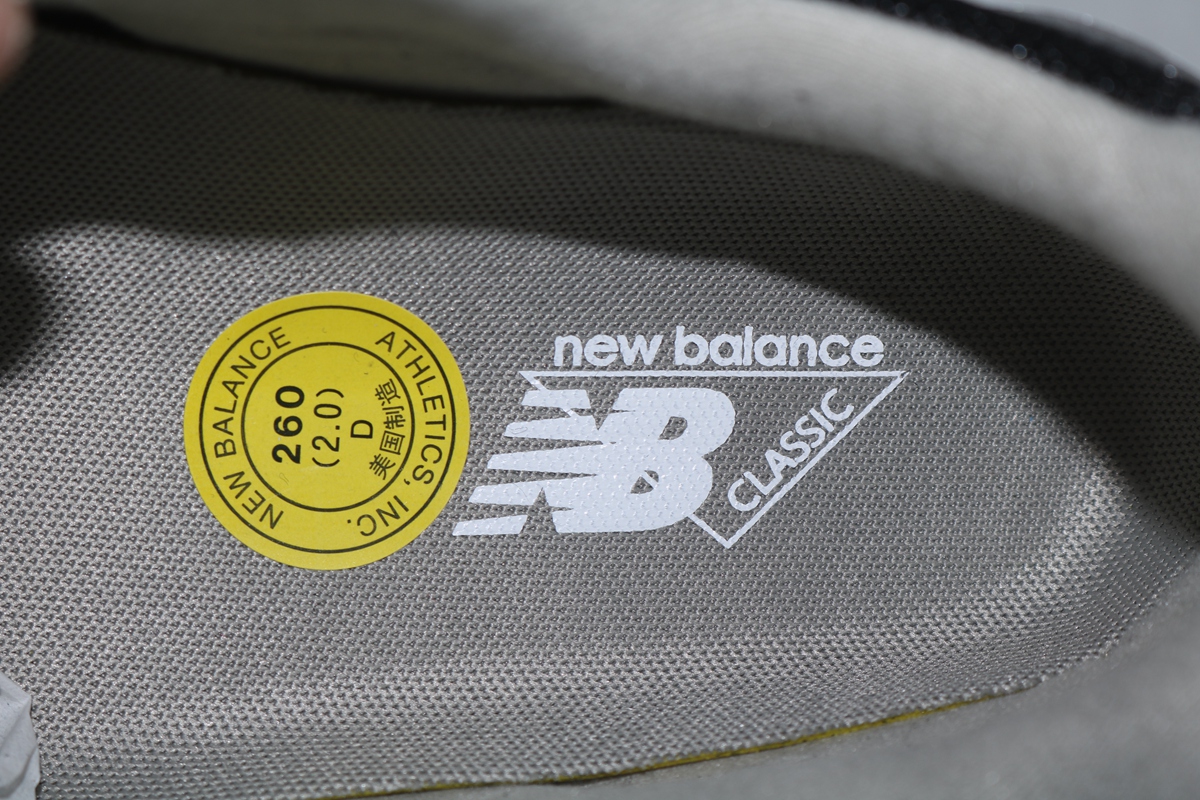 NEW BALANCE
ATHLETICS, INC.
260
(2.0)
D
美国制造
new balance
NB
CLASSIC